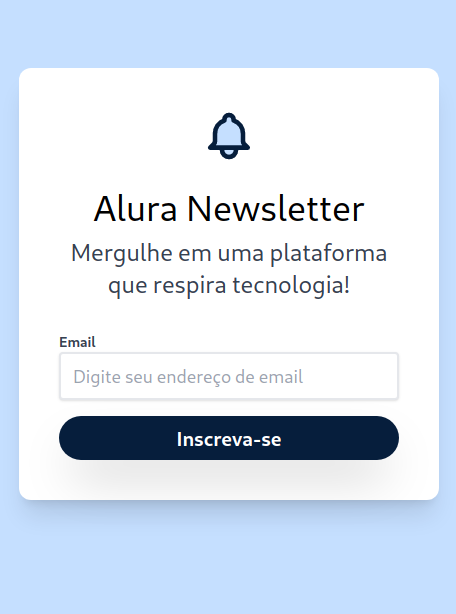 Alura Newsletter
Mergulhe em uma plataforma
que respira tecnologia!
Email
Digite seu endereço de email
Inscreva-se